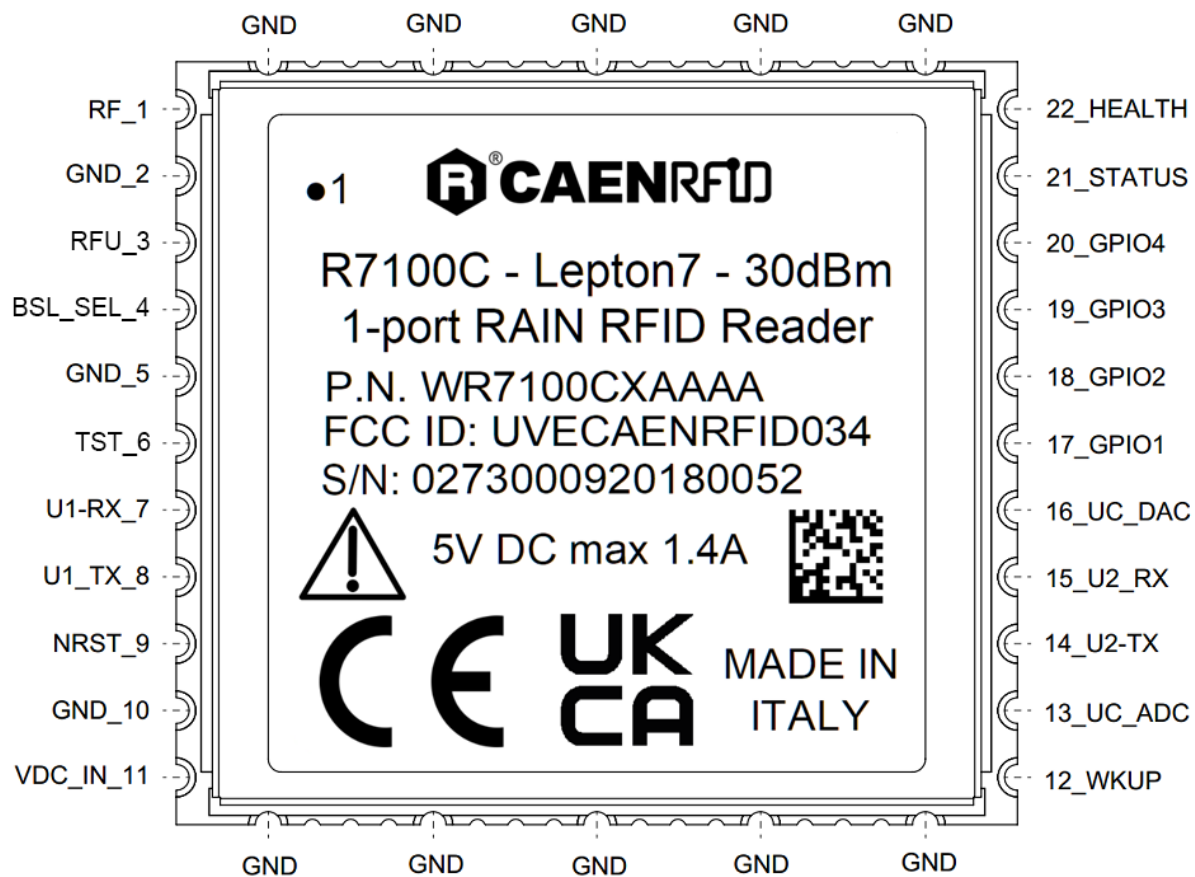 GND GND GND GND GND
RF_1
GND_2
RFU_3
BSL_SEL_4
GND_5
TST_6
U1-RX_7
U1_TX_8
NRST_9
GND_10
VDC_IN_11
•1
R® CAENRFID
R7100C - Lepton7 - 30dBm
1-port RAIN RFID Reader
P.N. WR7100CXAAAA
FCC ID: UVECAENRFID034
S/N: 0273000920180052
5V DC max 1.4A
CE
UK
CA
MADE IN
ITALY
22_HEALTH
21_STATUS
20_GPIO4
19_GPIO3
18_GPIO2
17_GPIO1
16_UC_DAC
15_U2_RX
14_U2-TX
13_UC_ADC
12_WKUP
GND GND GND GND GND